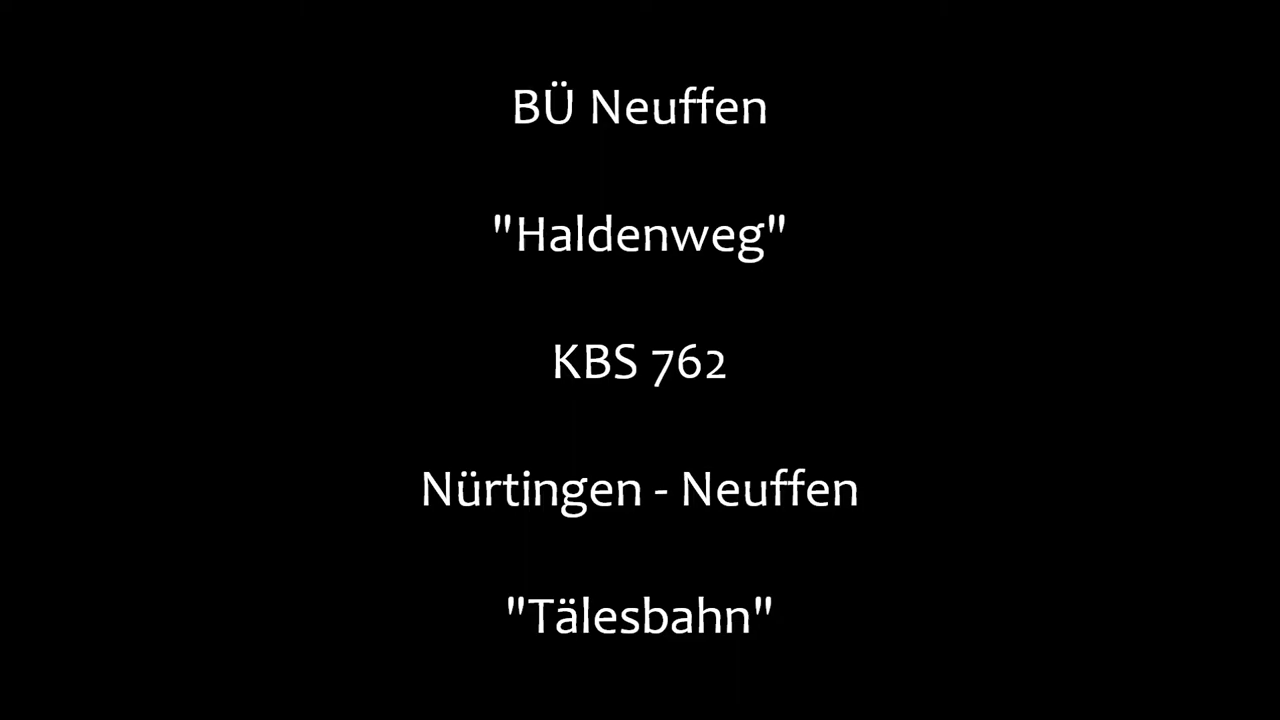 BÜ Neuffen
"Haldenweg"
KBS 762
Nürtingen - Neuffen
"Tälesbahn"